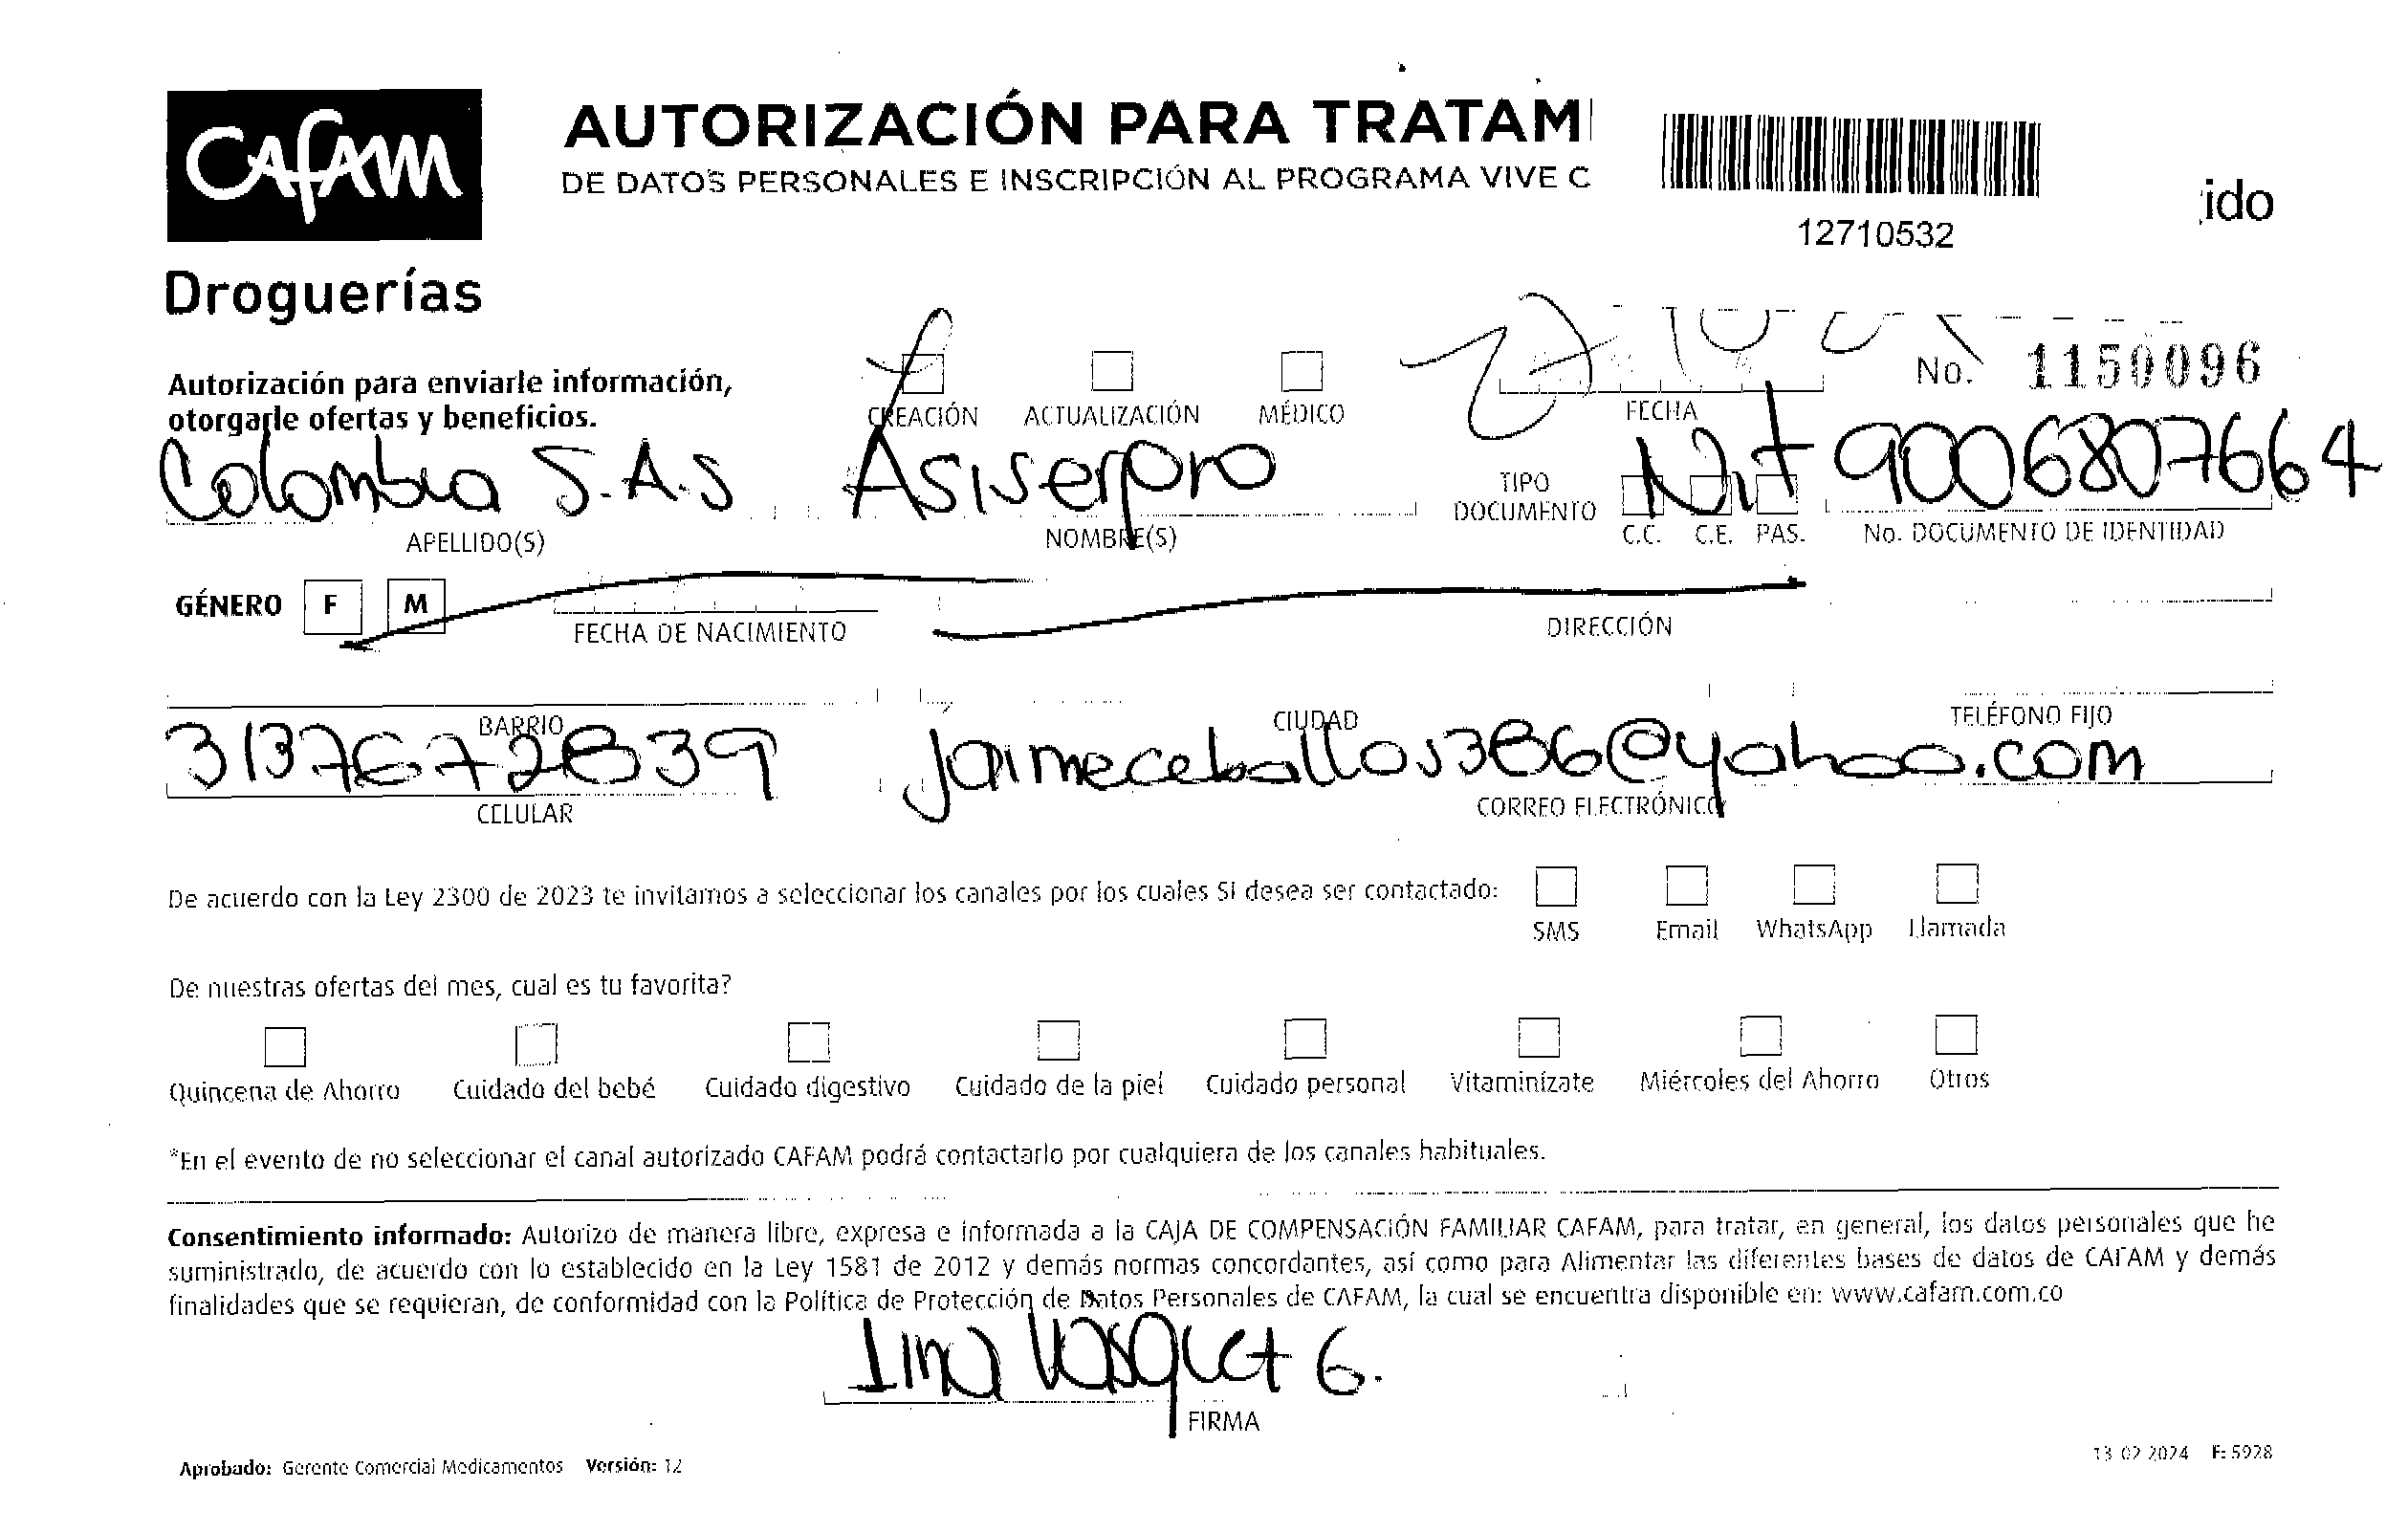 CAFAM
Droguerías
AUTORIZACIÓN PARA TRATAM
DE DATOS PERSONALES E INSCRIPCIÓN AL PROGRAMA VIVE C
12710532
ido
Autorización para enviarle información,
otorgarle ofertas y beneficios.
CREACIÓN ACTUALIZACIÓN MÉDICO
FECHA
No. 1150096
Colombia S.A.S Asiserpro Nit 9006807664
APELLIDO(S) NOMBRE(S) TIPO DOCUMENTO C.C. C.E. PAS. No. DOCUMENTO DE IDENTIDAD
GÉNERO F M FECHA DE NACIMIENTO DIRECCIÓN
BARRIO CIUDAD TELÉFONO FIJO
3137672839 jaimeceballos386@yahoo.com
CELULAR CORREO ELECTRÓNICO
De acuerdo con la Ley 2300 de 2023 te invitamos a seleccionar los canales por los cuales SI desea ser contactado:
SMS Email WhatsApp Llamada
De nuestras ofertas del mes, cual es tu favorita?
Quincena de Ahorro Cuidado del bebé Cuidado digestivo Cuidado de la piel Cuidado personal Vitamínizate Miércoles del Ahorro Otros
*En el evento de no seleccionar el canal autorizado CAFAM podrá contactarlo por cualquiera de los canales habituales.
Consentimiento informado: Autorizo de manera libre, expresa e informada a la CAJA DE COMPENSACIÓN FAMILIAR CAFAM, para tratar, en general, los datos personales que he
suministrado, de acuerdo con lo establecido en la Ley 1581 de 2012 y demás normas concordantes, así como para Alimentar las diferentes bases de datos de CAFAM y demás
finalidades que se requieran, de conformidad con la Política de Protección de Datos Personales de CAFAM, la cual se encuentra disponible en: www.cafam.com.co
Ima Vasquet G.
FIRMA
Aprobado: Gerente Comercial Medicamentos Versión: 12
13 02 2024 F: 5928